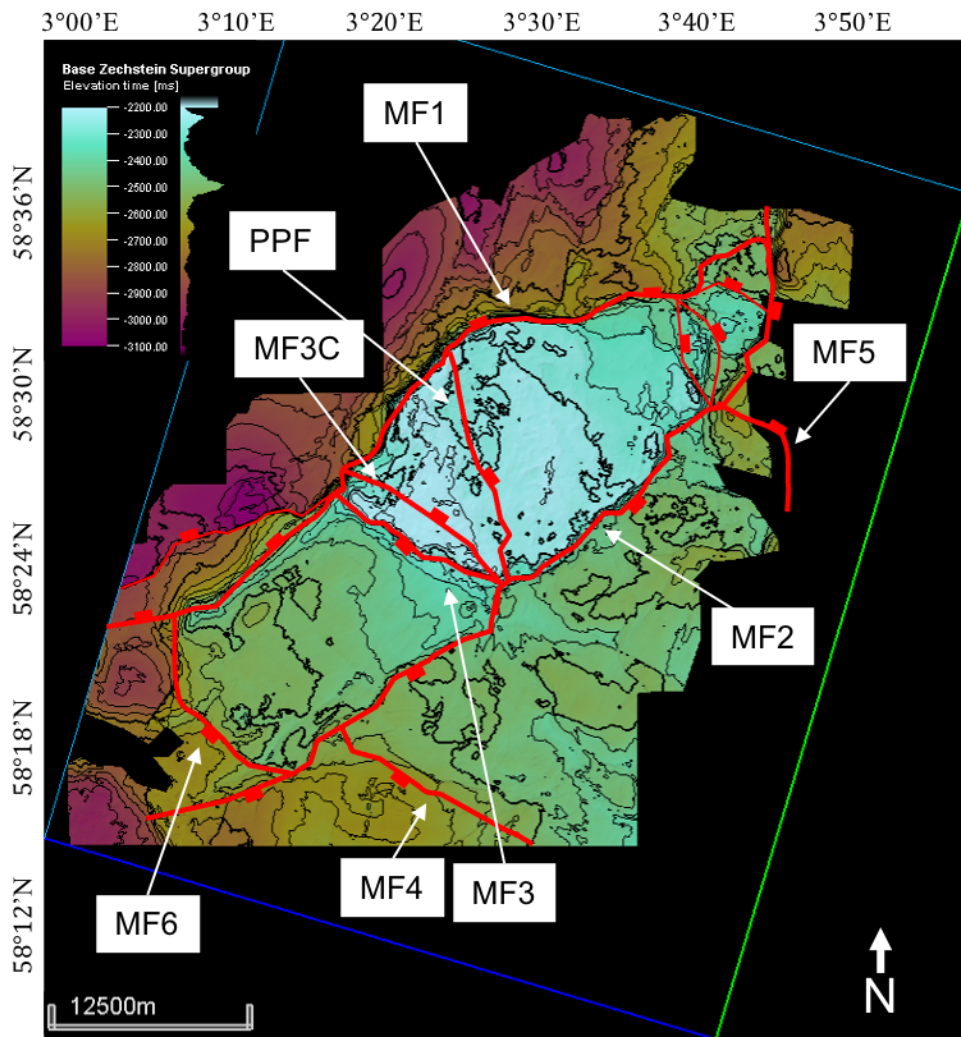 3°00'E 3°10'E 3°20'E 3°30'E 3°40'E 3°50'E
Base Zechstein Supergroup
Elevation time [ms]
-2200.00
-2300.00
-2400.00
-2500.00
-2600.00
-2700.00
-2800.00
-2900.00
-3000.00
-3100.00
MF1
PPF
MF3C
MF5
MF2
MF3
MF4
MF6
58°36'N
58°30'N
58°24'N
58°18'N
58°12'N
12500m
N